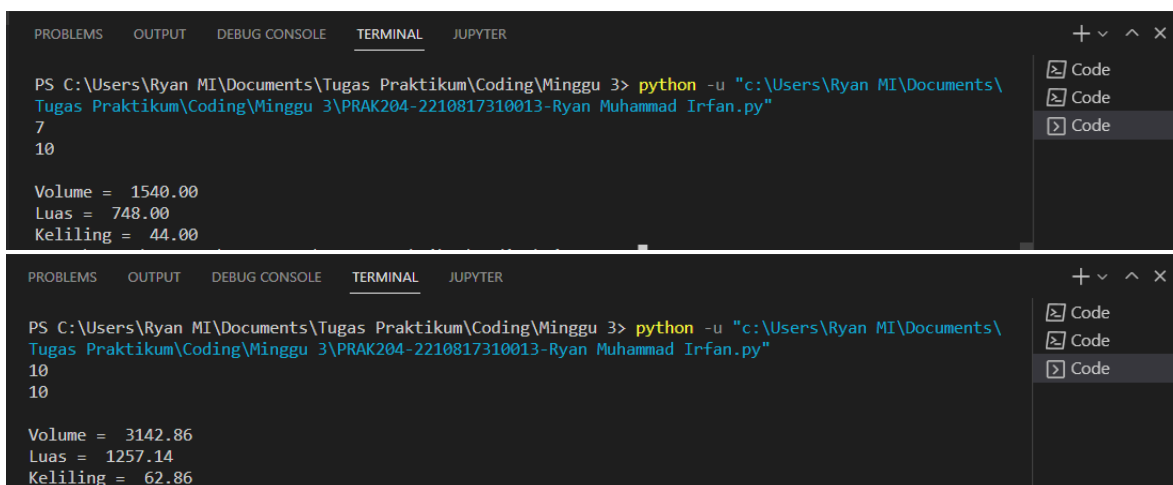 PROBLEMS OUTPUT DEBUG CONSOLE TERMINAL JUPYTER
PS C:\Users\Ryan MI\Documents\Tugas Praktikum\Coding\Minggu 3> python -u "c:\Users\Ryan MI\Documents\
Tugas Praktikum\Coding\Minggu 3\PRAK204-2210817310013-Ryan Muhammad Irfan.py"
7
10
Volume =  1540.00
Luas =  748.00
Keliling =  44.00
Code
Code
Code
PROBLEMS OUTPUT DEBUG CONSOLE TERMINAL JUPYTER
PS C:\Users\Ryan MI\Documents\Tugas Praktikum\Coding\Minggu 3> python -u "c:\Users\Ryan MI\Documents\
Tugas Praktikum\Coding\Minggu 3\PRAK204-2210817310013-Ryan Muhammad Irfan.py"
10
10
Volume =  3142.86
Luas =  1257.14
Keliling =  62.86
Code
Code
Code